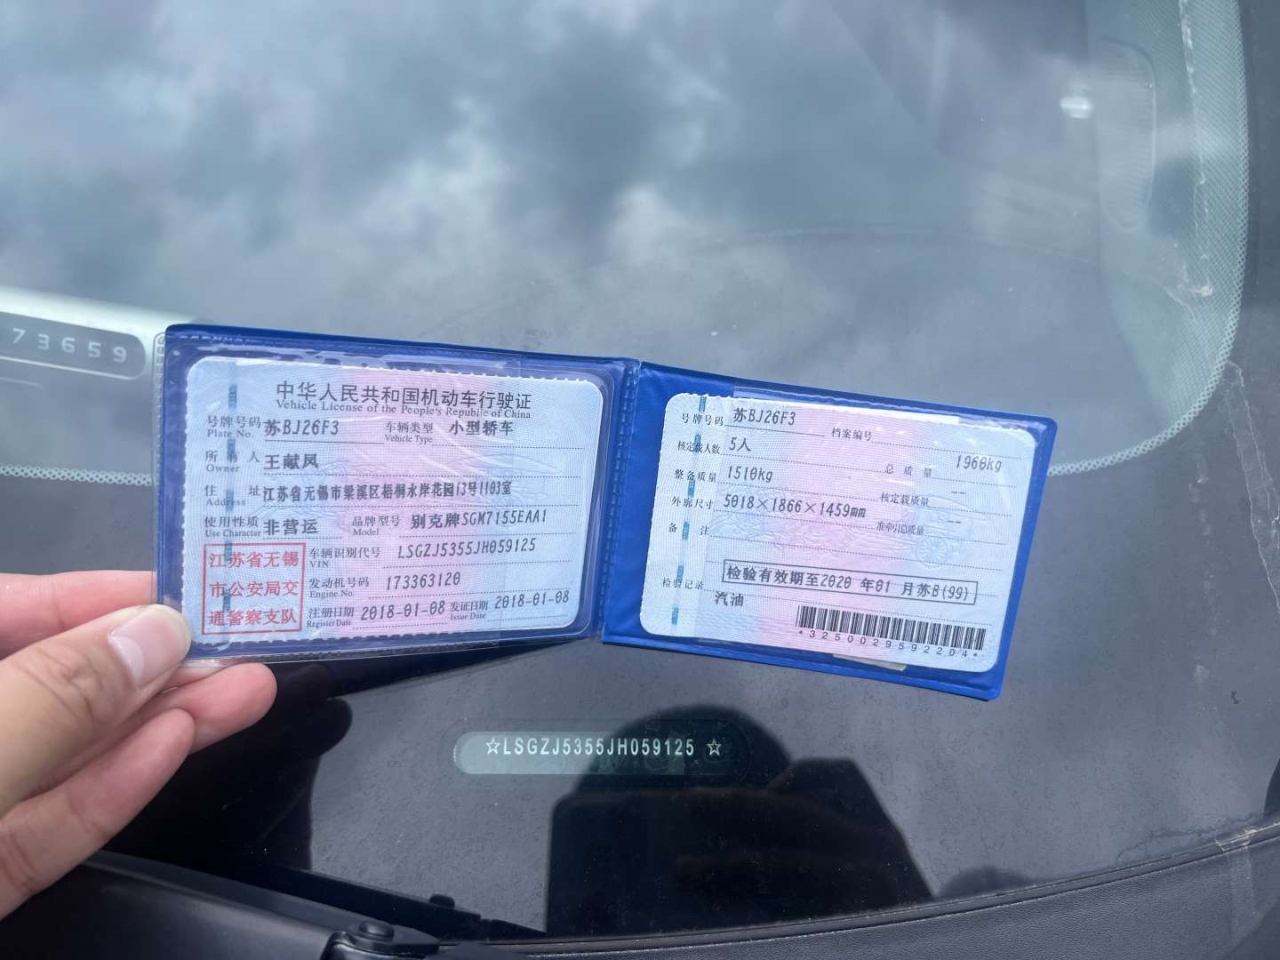 73659
中华人民共和国机动车行驶证
Vehicle License of the People's Republic of China
号牌号码 苏BJ26F3 车辆类型 小型轿车
Plate No. Vehicle Type
所有人 王献凤
Owner
住址 江苏省无锡市梁溪区梧桐水岸花园13号1103室
Address
使用性质 非营运 品牌型号 别克牌SGM7155EAA1
Use Character Model
江苏省无锡
市公安局交
通警察支队
车辆识别代号 LSGZJ5355JH059125
VIN
发动机号码 173363120
Engine No.
注册日期 2018-01-08 发证日期 2018-01-08
Register Date Issue Date
号牌号码 苏BJ26F3 档案编号
核定载人数 5人 总质量 1960kg
整备质量 1510kg 核定载质量 --
外廓尺寸 5018×1866×1459mm 准牵引总质量 --
备注
检验记录 检验有效期至2020年01月苏B(99)
汽油
*3250029592204*
☆LSGZJ5355JH059125☆